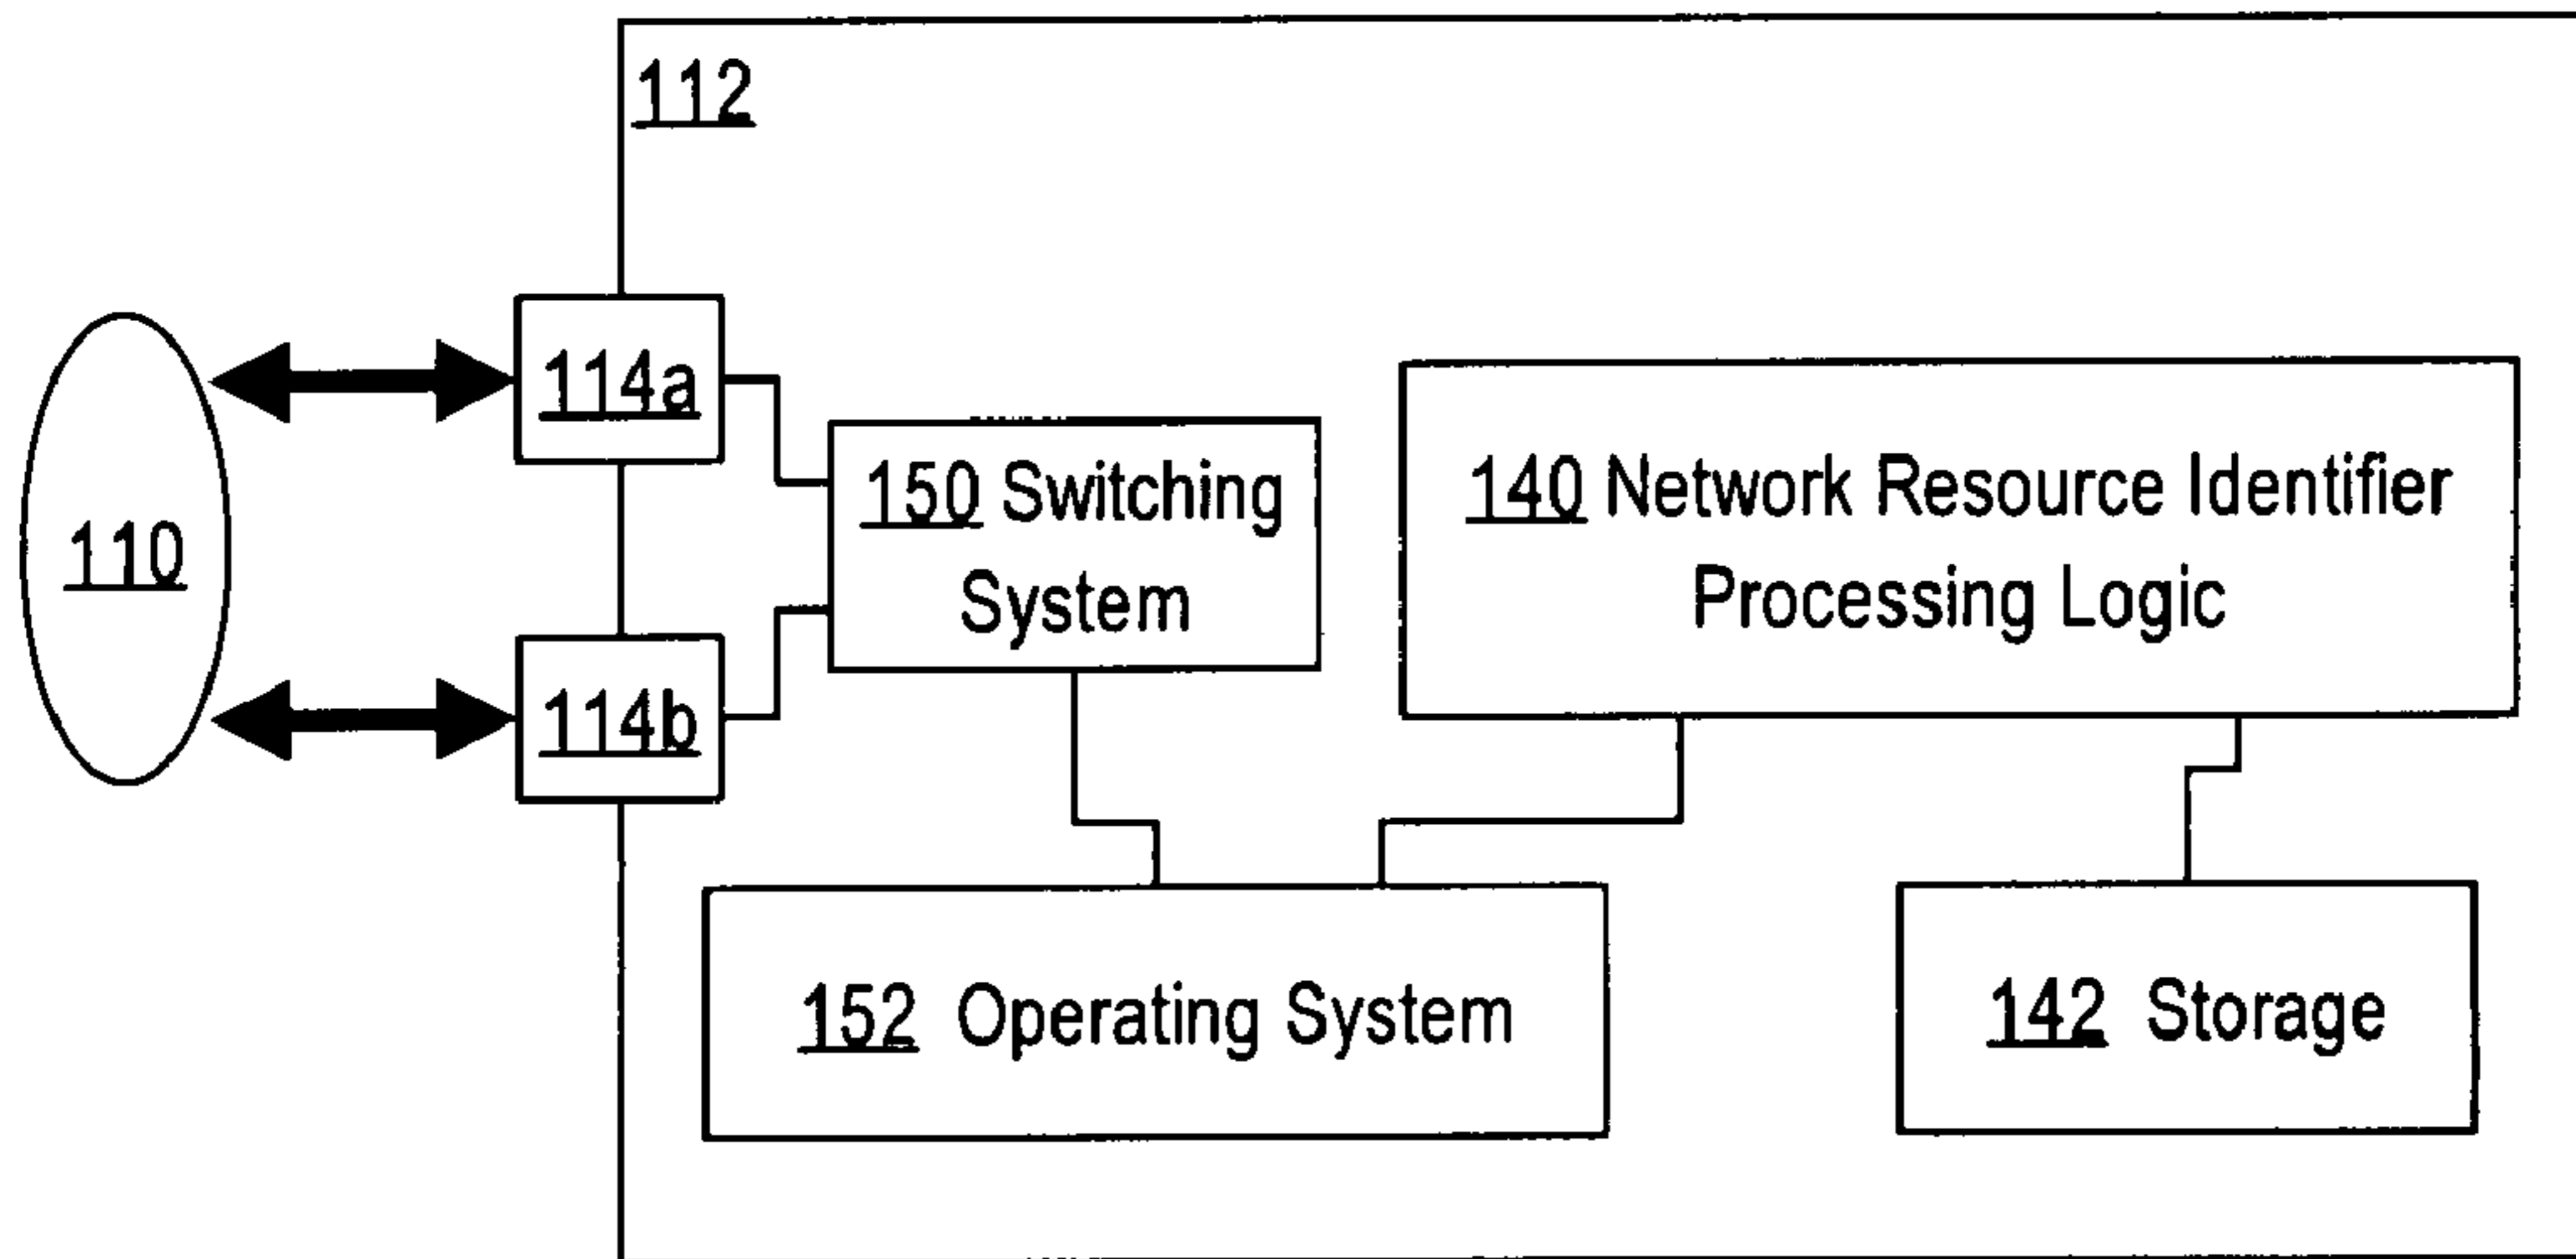 112
114a
110
150 Switching
System
140 Network Resource Identifier
Processing Logic
114b
152 Operating System
142 Storage